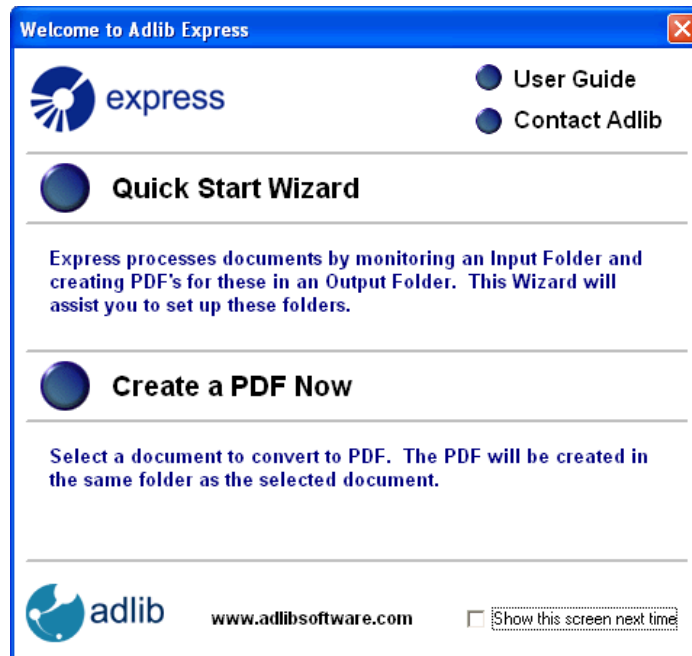 Welcome to Adlib Express
express
User Guide
Contact Adlib
Quick Start Wizard
Express processes documents by monitoring an Input Folder and
creating PDF's for these in an Output Folder. This Wizard will
assist you to set up these folders.
Create a PDF Now
Select a document to convert to PDF. The PDF will be created in
the same folder as the selected document.
adlib
www.adlibsoftware.com
Show this screen next time